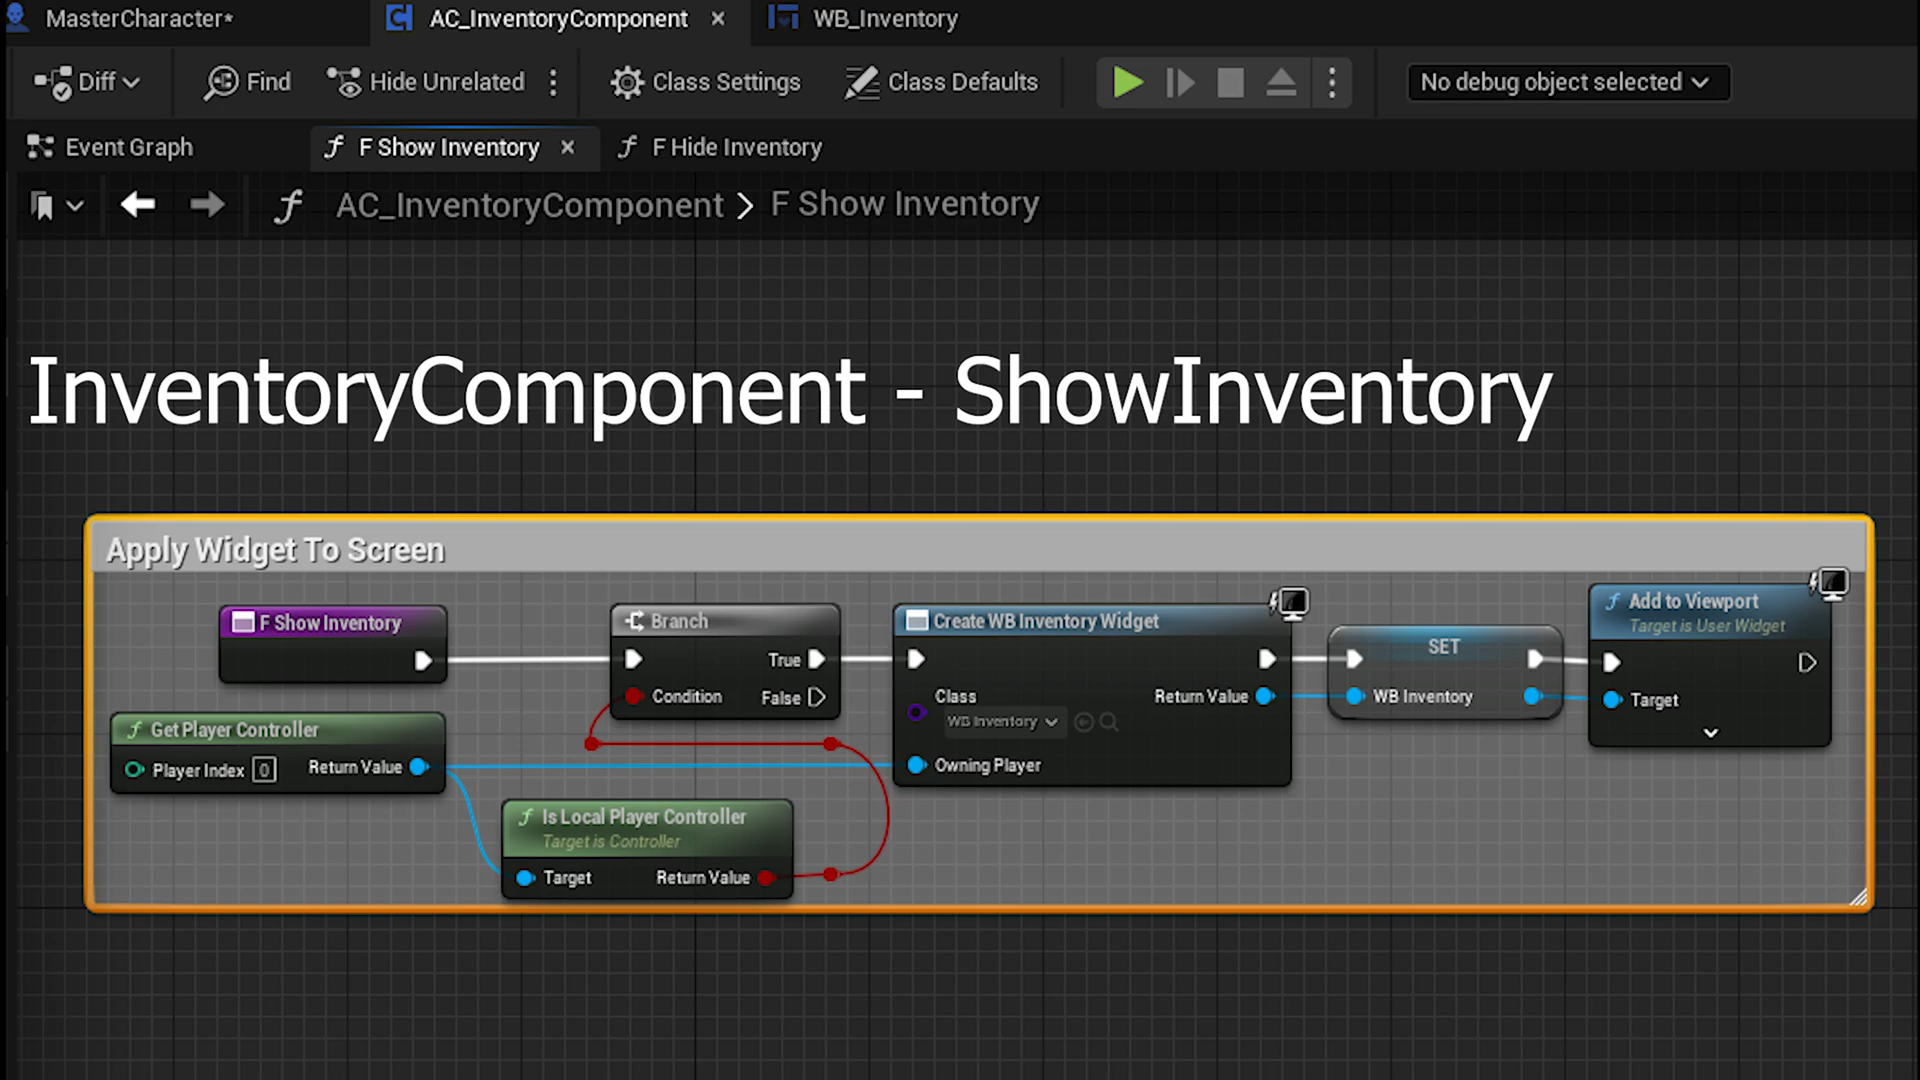 MasterCharacter*
AC_InventoryComponent
WB_Inventory
Diff
Find
Hide Unrelated
Class Settings
Class Defaults
No debug object selected
Event Graph
F Show Inventory
F Hide Inventory
AC_InventoryComponent > F Show Inventory
InventoryComponent - ShowInventory
Apply Widget To Screen
F Show Inventory
Get Player Controller
Player Index 0
Return Value
Branch
True
Condition
False
Is Local Player Controller
Target is Controller
Target
Return Value
Create WB Inventory Widget
Class
WB Inventory
Return Value
Owning Player
SET
WB Inventory
Add to Viewport
Target is User Widget
Target